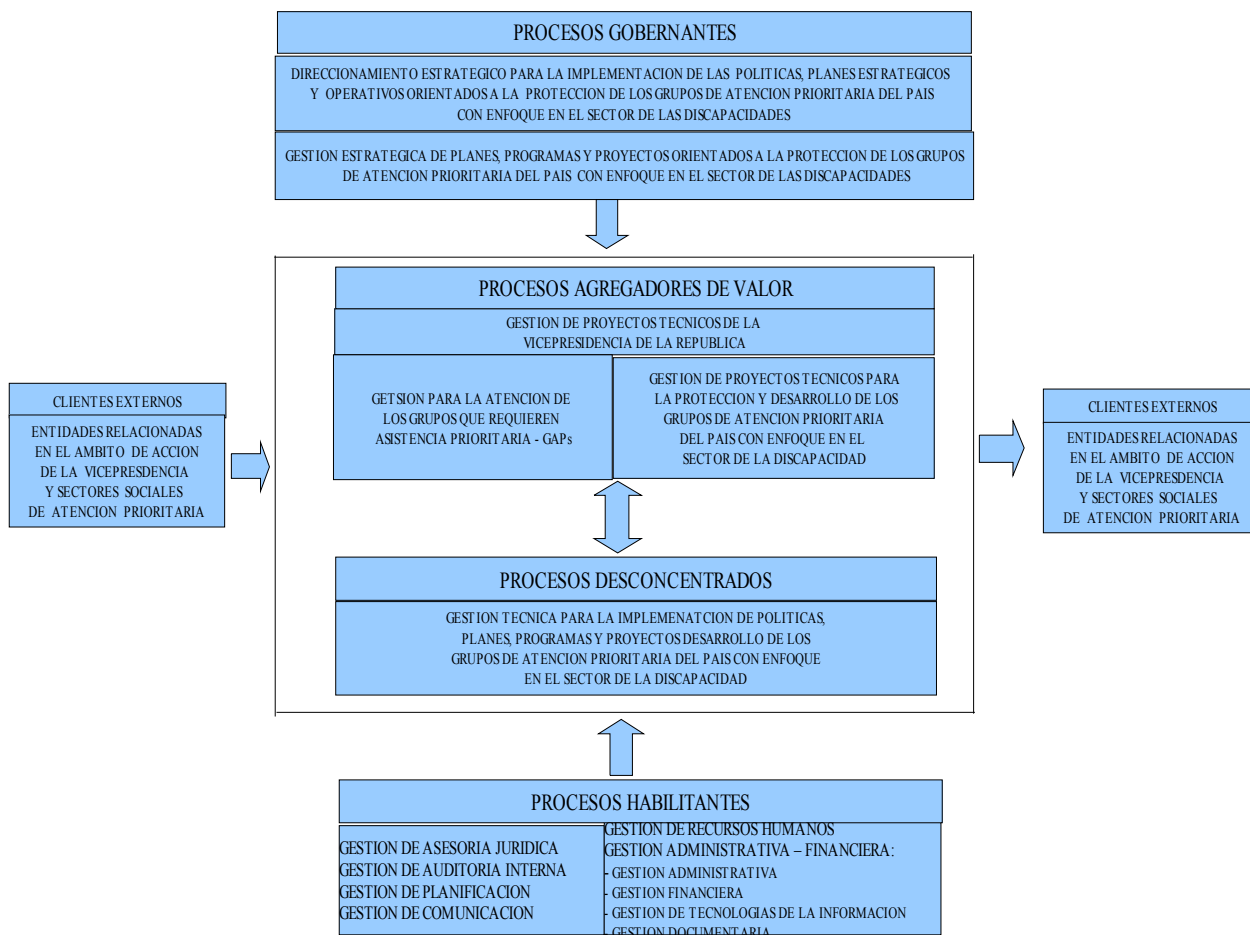 PROCESOS GOBERNANTES
DIRECCIONAMIENTO ESTRATEGICO PARA LA IMPLEMENTACION DE LAS POLITICAS, PLANES ESTRATEGICOS
Y OPERATIVOS ORIENTADOS A LA PROTECCION DE LOS GRUPOS DE ATENCION PRIORITARIA DEL PAIS
CON ENFOQUE EN EL SECTOR DE LAS DISCAPACIDADES
GESTION ESTRATEGICA DE PLANES, PROGRAMAS Y PROYECTOS ORIENTADOS A LA PROTECCION DE LOS GRUPOS
DE ATENCION PRIORITARIA DEL PAIS CON ENFOQUE EN EL SECTOR DE LAS DISCAPACIDADES
PROCESOS AGREGADORES DE VALOR
GESTION DE PROYECTOS TECNICOS DE LA
VICEPRESIDENCIA DE LA REPUBLICA
GETSION PARA LA ATENCION DE
LOS GRUPOS QUE REQUIEREN
ASISTENCIA PRIORITARIA - GAPs
GESTION DE PROYECTOS TECNICOS PARA
LA PROTECCION Y DESARROLLO DE LOS
GRUPOS DE ATENCION PRIORITARIA
DEL PAIS CON ENFOQUE EN EL
SECTOR DE LA DISCAPACIDAD
CLIENTES EXTERNOS
ENTIDADES RELACIONADAS
EN EL AMBITO DE ACCION
DE LA VICEPRESDENCIA
Y SECTORES SOCIALES
DE ATENCION PRIORITARIA
CLIENTES EXTERNOS
ENTIDADES RELACIONADAS
EN EL AMBITO DE ACCION
DE LA VICEPRESDENCIA
Y SECTORES SOCIALES
DE ATENCION PRIORITARIA
PROCESOS DESCONCENTRADOS
GESTION TECNICA PARA LA IMPLEMENATCION DE POLITICAS,
PLANES, PROGRAMAS Y PROYECTOS DESARROLLO DE LOS
GRUPOS DE ATENCION PRIORITARIA DEL PAIS CON ENFOQUE
EN EL SECTOR DE LA DISCAPACIDAD
PROCESOS HABILITANTES
GESTION DE ASESORIA JURIDICA
GESTION DE AUDITORIA INTERNA
GESTION DE PLANIFICACION
GESTION DE COMUNICACION
GESTION DE RECURSOS HUMANOS
GESTION ADMINISTRATIVA – FINANCIERA:
- GESTION ADMINISTRATIVA
- GESTION FINANCIERA
- GESTION DE TECNOLOGIAS DE LA INFORMACION
- GESTION DOCUMENTARIA